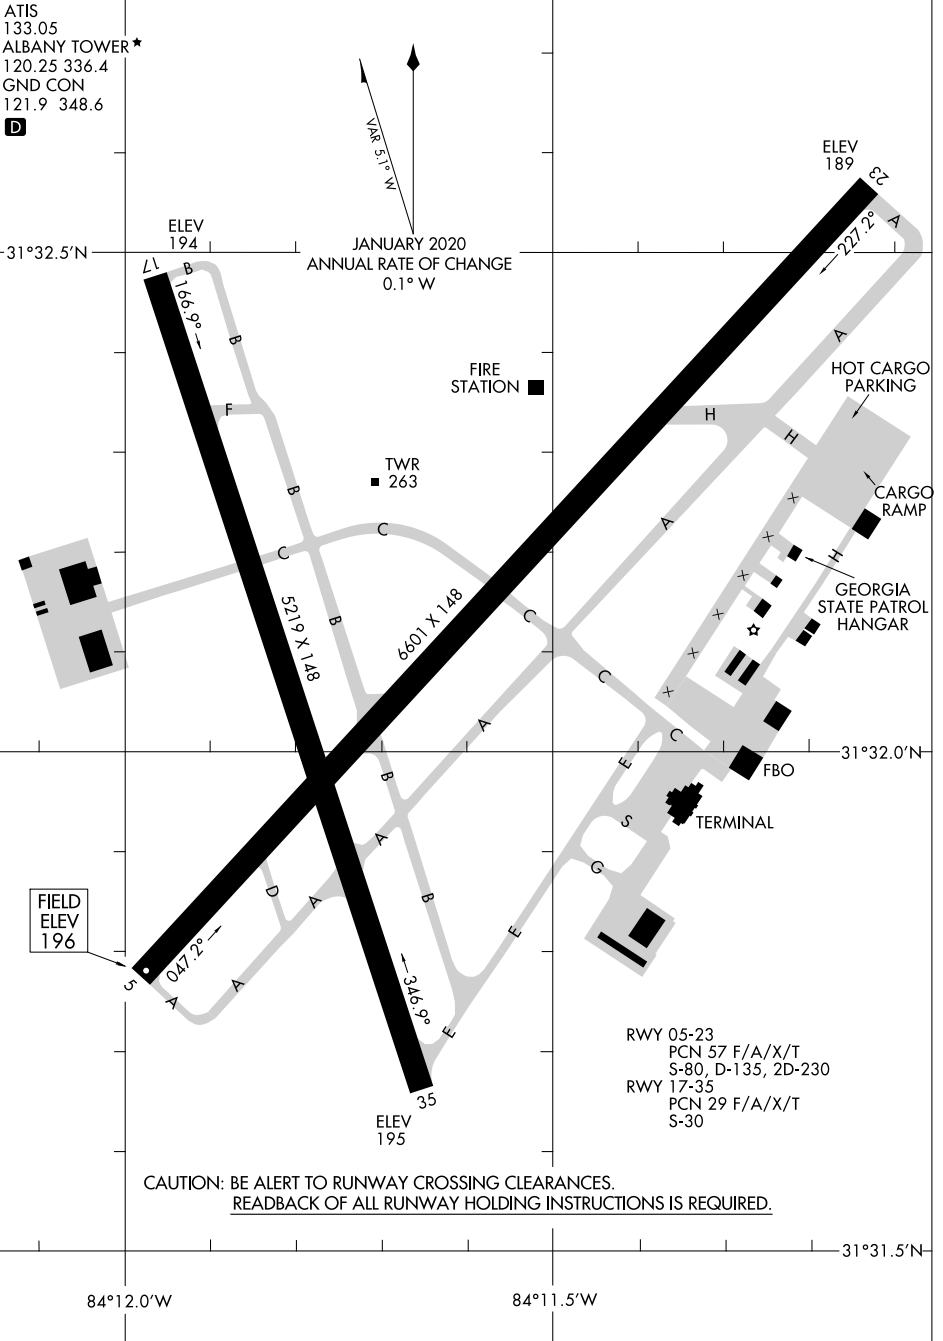 ATIS
133.05
ALBANY TOWER★
120.25 336.4
GND CON
121.9 348.6
D
VAR 5.1° W
JANUARY 2020
ANNUAL RATE OF CHANGE
0.1° W
ELEV
189
23
A
227.2°
ELEV
194
31°32.5'N
17
B
166.9°
B
A
FIRE
STATION
HOT CARGO
PARKING
F
H
H
TWR
263
B
CARGO
RAMP
X
A
C
C
X
H
X
GEORGIA
STATE PATROL
HANGAR
5219 X 148
6601 X 148
B
C
X
X
X
C
A
C
31°32.0'N
E
B
FBO
S
TERMINAL
A
G
D
A
B
FIELD
ELEV
196
E
047.2°
5
A
A
346.9°
E
35
ELEV
195
RWY 05-23
PCN 57 F/A/X/T
S-80, D-135, 2D-230
RWY 17-35
PCN 29 F/A/X/T
S-30
CAUTION: BE ALERT TO RUNWAY CROSSING CLEARANCES.
READBACK OF ALL RUNWAY HOLDING INSTRUCTIONS IS REQUIRED.
31°31.5'N
84°12.0'W
84°11.5'W